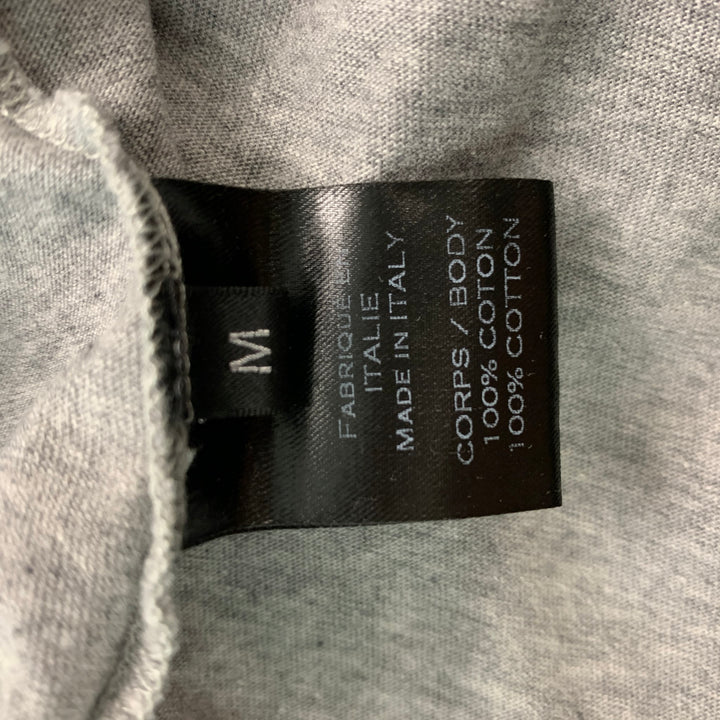 M
FABRIQUE EN
ITALIE
MADE IN ITALY
CORPS / BODY
100% COTON
100% COTTON